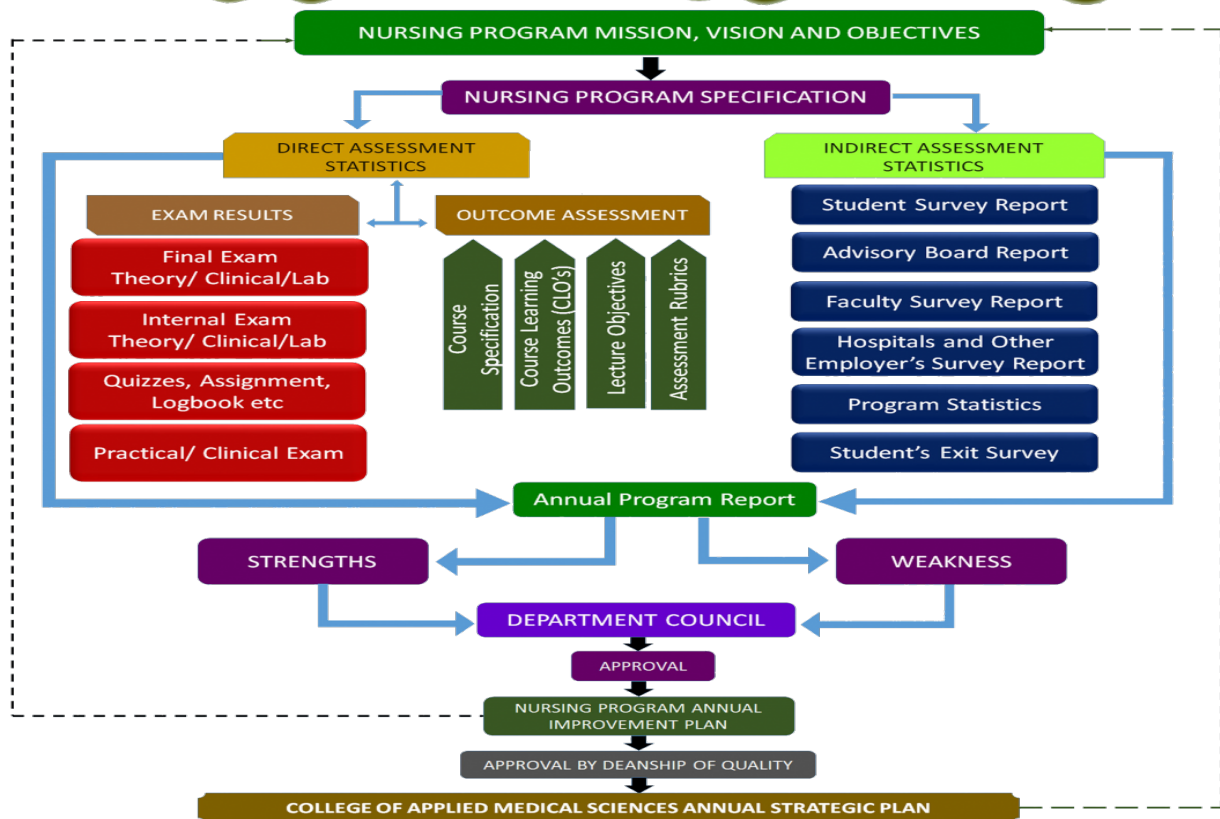 NURSING PROGRAM MISSION, VISION AND OBJECTIVES
NURSING PROGRAM SPECIFICATION
DIRECT ASSESSMENT
STATISTICS
INDIRECT ASSESSMENT
STATISTICS
EXAM RESULTS
OUTCOME ASSESSMENT
Final Exam
Theory/ Clinical/Lab
Internal Exam
Theory/ Clinical/Lab
Quizzes, Assignment,
Logbook etc
Practical/ Clinical Exam
Course
Specification
Course Learning
Outcomes (CLO's)
Lecture Objectives
Assessment Rubrics
Student Survey Report
Advisory Board Report
Faculty Survey Report
Hospitals and Other
Employer's Survey Report
Program Statistics
Student's Exit Survey
Annual Program Report
STRENGTHS
WEAKNESS
DEPARTMENT COUNCIL
APPROVAL
NURSING PROGRAM ANNUAL
IMPROVEMENT PLAN
APPROVAL BY DEANSHIP OF QUALITY
COLLEGE OF APPLIED MEDICAL SCIENCES ANNUAL STRATEGIC PLAN